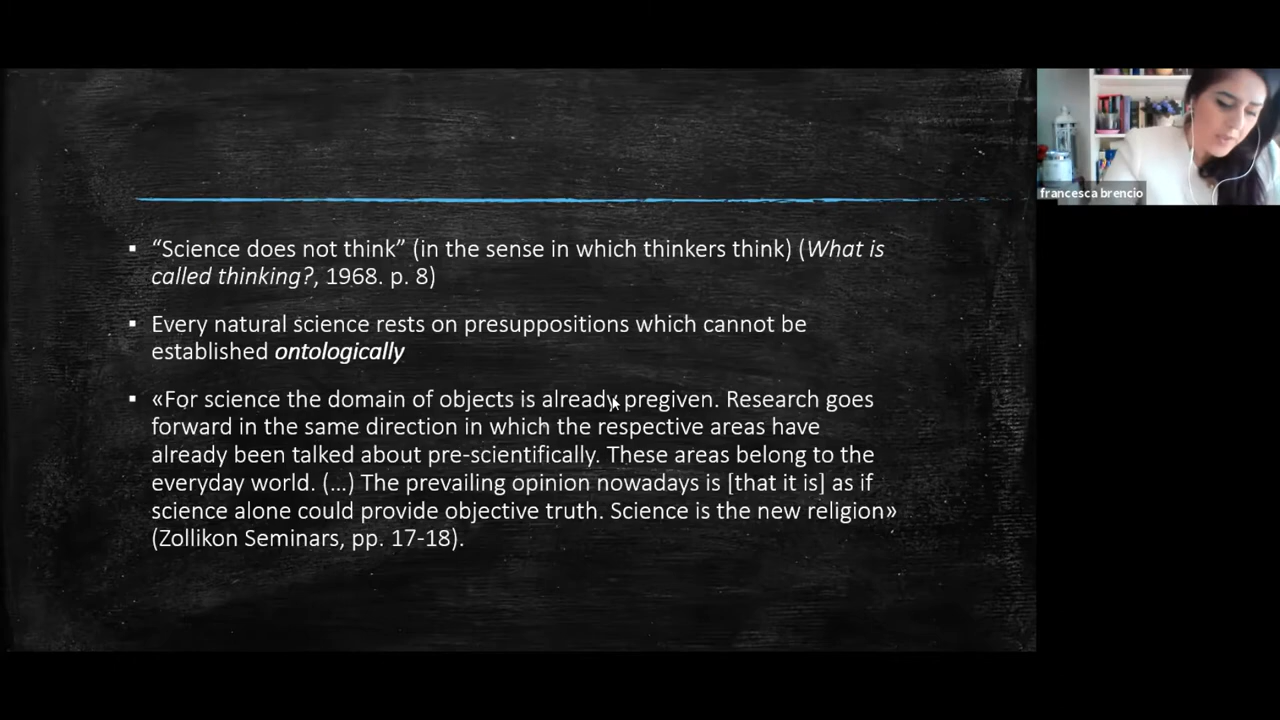 ▪ “Science does not think” (in the sense in which thinkers think) (What is
called thinking?, 1968. p. 8)
▪ Every natural science rests on presuppositions which cannot be
established ontologically
▪ «For science the domain of objects is already pregiven. Research goes
forward in the same direction in which the respective areas have
already been talked about pre-scientifically. These areas belong to the
everyday world. (…) The prevailing opinion nowadays is [that it is] as if
science alone could provide objective truth. Science is the new religion»
(Zollikon Seminars, pp. 17-18).
francesca brencio